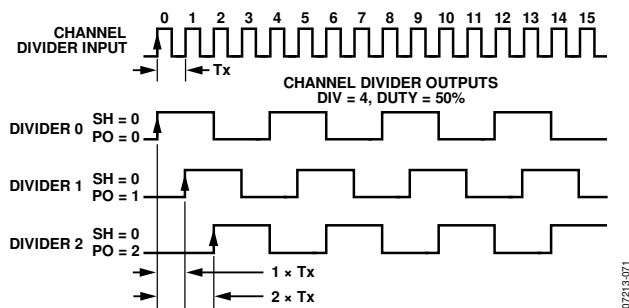 0 1 2 3 4 5 6 7 8 9 10 11 12 13 14 15
CHANNEL
DIVIDER INPUT
Tx
CHANNEL DIVIDER OUTPUTS
DIV = 4, DUTY = 50%
DIVIDER 0 SH = 0
PO = 0
DIVIDER 1 SH = 0
PO = 1
DIVIDER 2 SH = 0
PO = 2
1 × Tx
2 × Tx
07213-071